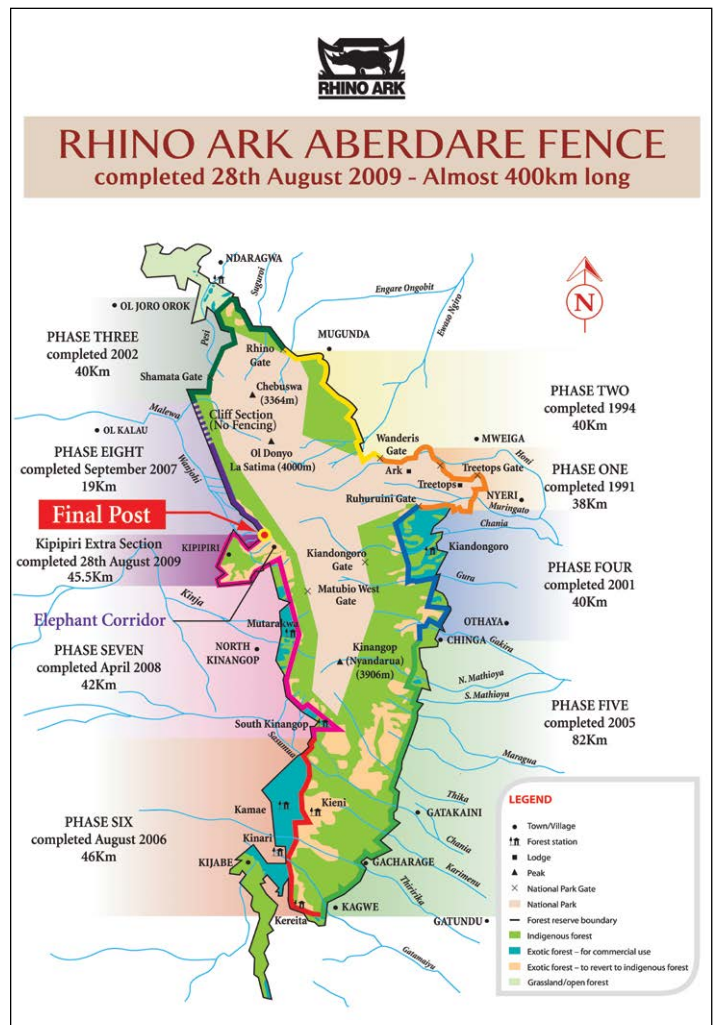 RHINO ARK
RHINO ARK ABERDARE FENCE
completed 28th August 2009 - Almost 400km long
NDARAGWA
Suguroi
Engare Ongobit
Ewaso Ngiro
OL JORO OROK
N
PHASE THREE
completed 2002
40Km
Pesi
MUGUNDA
Rhino
Gate
Shamata Gate
Chebuswa
(3364m)
PHASE TWO
completed 1994
40Km
Malewa
Cliff Section
(No Fencing)
OL KALAU
Wanjohi
Ol Donyo
La Satima (4000m)
Wanderis
Gate
MWEIGA
Honi
Ark
Treetops Gate
Treetops
NYERI
Muringato
PHASE ONE
completed 1991
38Km
PHASE EIGHT
completed September 2007
19Km
Ruhuruini Gate
Chania
Final Post
Kipipiri Extra Section
completed 28th August 2009
45.5Km
KIPIPIRI
Kiandongoro
Kiandongoro
Gate
Gura
PHASE FOUR
completed 2001
40Km
Matubio West
Gate
Kinja
Elephant Corridor
Mutarakwa
OTHAYA
CHINGA
Gakira
NORTH
KINANGOP
Kinangop
(Nyandarua)
(3906m)
PHASE SEVEN
completed April 2008
42Km
N. Mathioya
S. Mathioya
PHASE FIVE
completed 2005
82Km
South Kinangop
Sasumua
Maragua
Thika
Kamae
Kieni
GATAKAINI
Chania
PHASE SIX
completed August 2006
46Km
Kinari
KIJABE
GACHARAGE
Karimenu
Thiririka
Kereita
KAGWE
GATUNDU
Gatamaiyu
LEGEND
Town/Village
Forest station
Lodge
Peak
National Park Gate
National Park
Forest reserve boundary
Indigenous forest
Exotic forest – for commercial use
Exotic forest – to revert to indigenous forest
Grassland/open forest